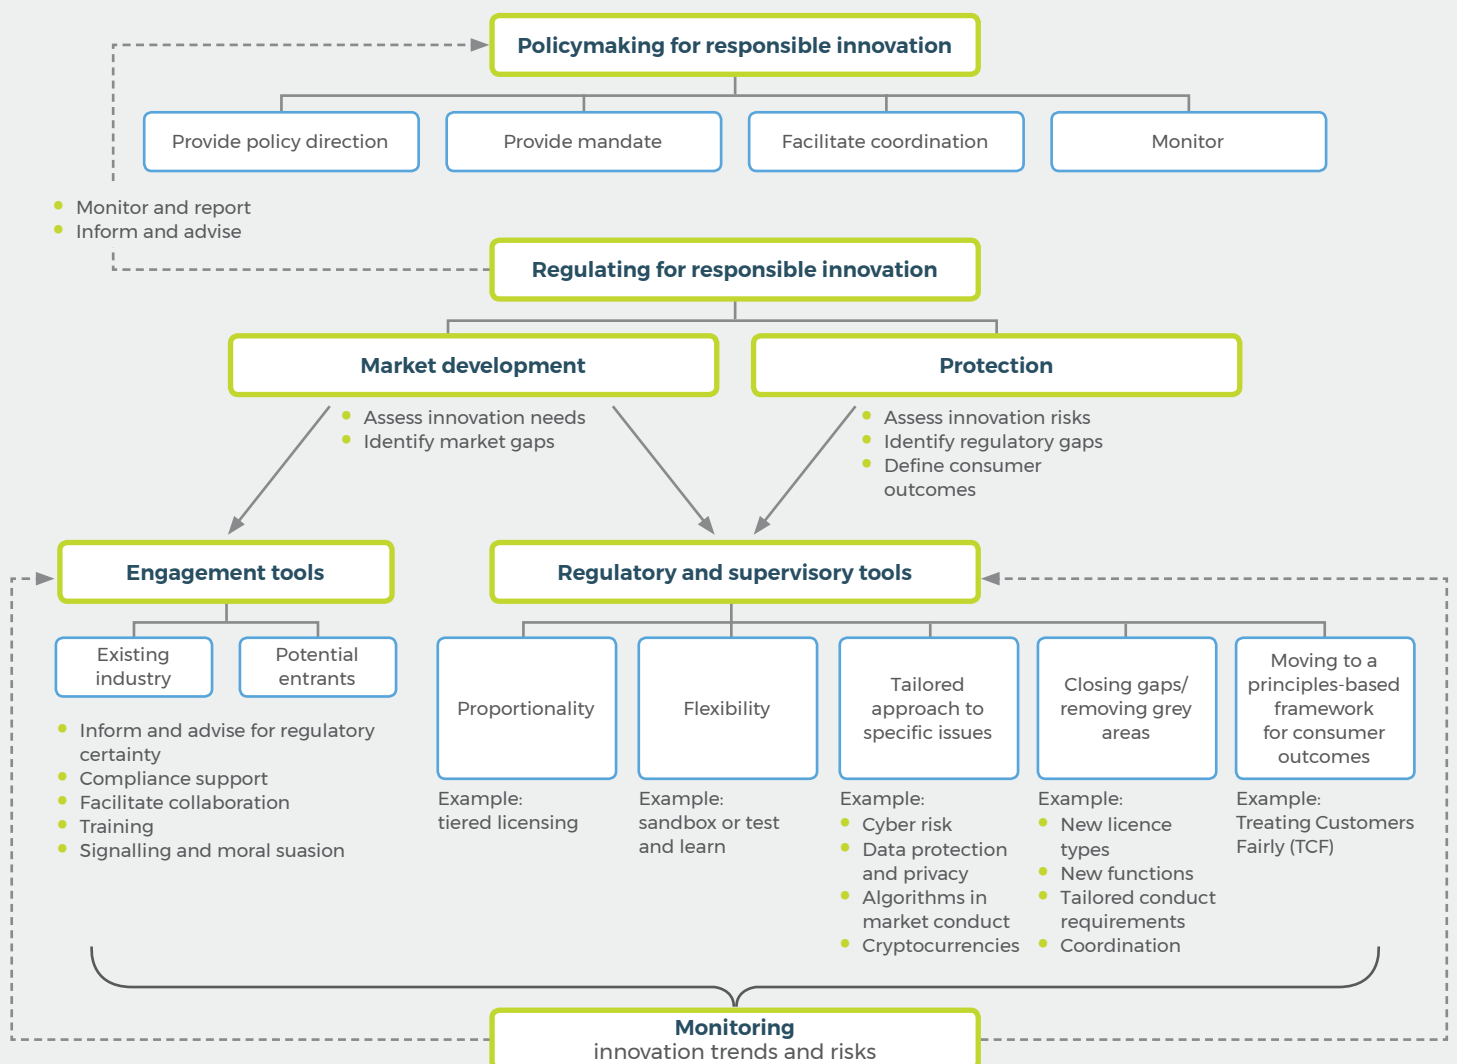 Policymaking for responsible innovation
Provide policy direction
Provide mandate
Facilitate coordination
Monitor
Monitor and report
Inform and advise
Regulating for responsible innovation
Market development
Protection
Assess innovation needs
Identify market gaps
Assess innovation risks
Identify regulatory gaps
Define consumer
outcomes
Engagement tools
Regulatory and supervisory tools
Existing
industry
Potential
entrants
Inform and advise for regulatory
certainty
Compliance support
Facilitate collaboration
Training
Signalling and moral suasion
Proportionality
Example:
tiered licensing
Flexibility
Example:
sandbox or test
and learn
Tailored
approach to
specific issues
Example:
Cyber risk
Data protection
and privacy
Algorithms in
market conduct
Cryptocurrencies
Closing gaps/
removing grey
areas
Example:
New licence
types
New functions
Tailored conduct
requirements
Coordination
Moving to a
principles-based
framework
for consumer
outcomes
Example:
Treating Customers
Fairly (TCF)
Monitoring
innovation trends and risks